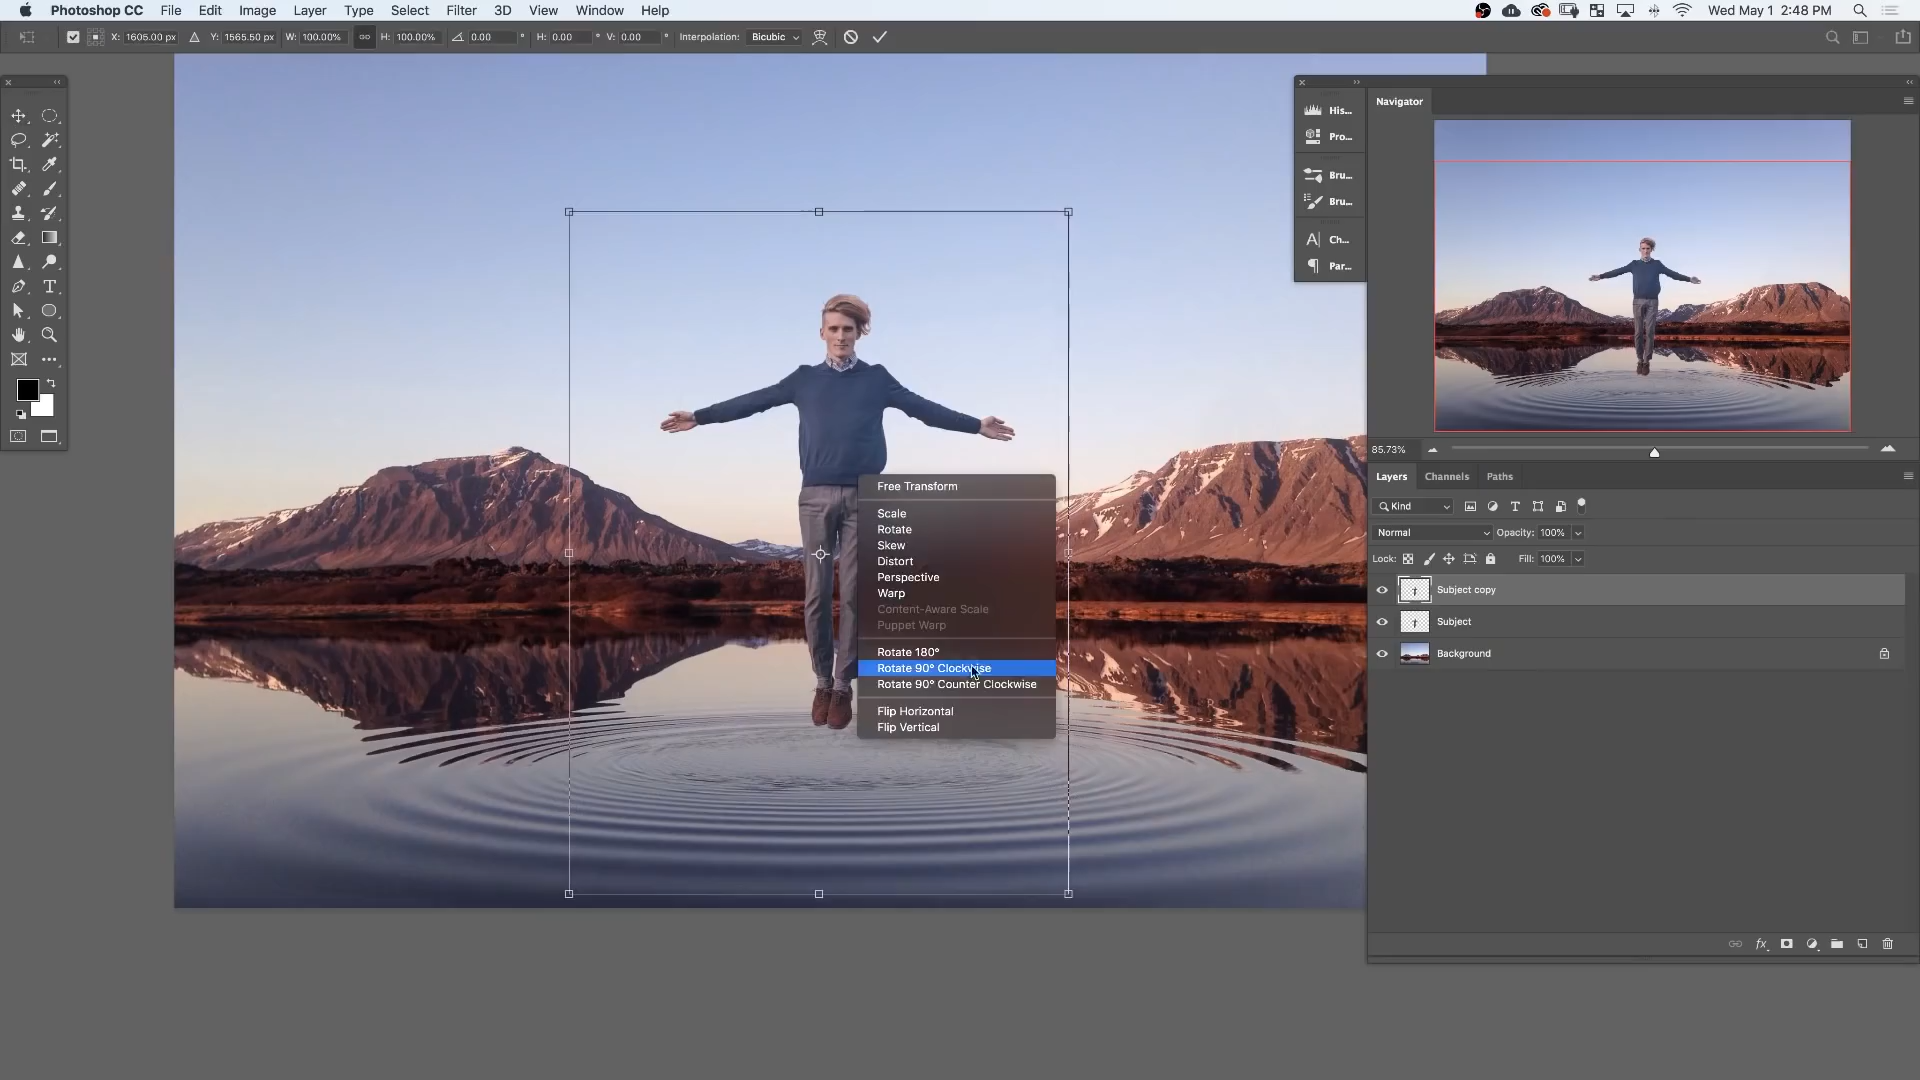 Photoshop CC File Edit Image Layer Type Select Filter 3D View Window Help Wed May 1 2:48 PM
X: 1605.00 px Y: 1565.50 px W: 100.00% H: 100.00% 0.00 ° H: 0.00 ° V: 0.00 ° Interpolation: Bicubic
Navigator
His...
Pro...
Bru...
Bru...
Ch...
Par...
85.73%
Layers Channels Paths
Kind
Normal Opacity: 100%
Lock: Fill: 100%
Subject copy
Subject
Background
fx
Free Transform
Scale
Rotate
Skew
Distort
Perspective
Warp
Content-Aware Scale
Puppet Warp
Rotate 180°
Rotate 90° Clockwise
Rotate 90° Counter Clockwise
Flip Horizontal
Flip Vertical